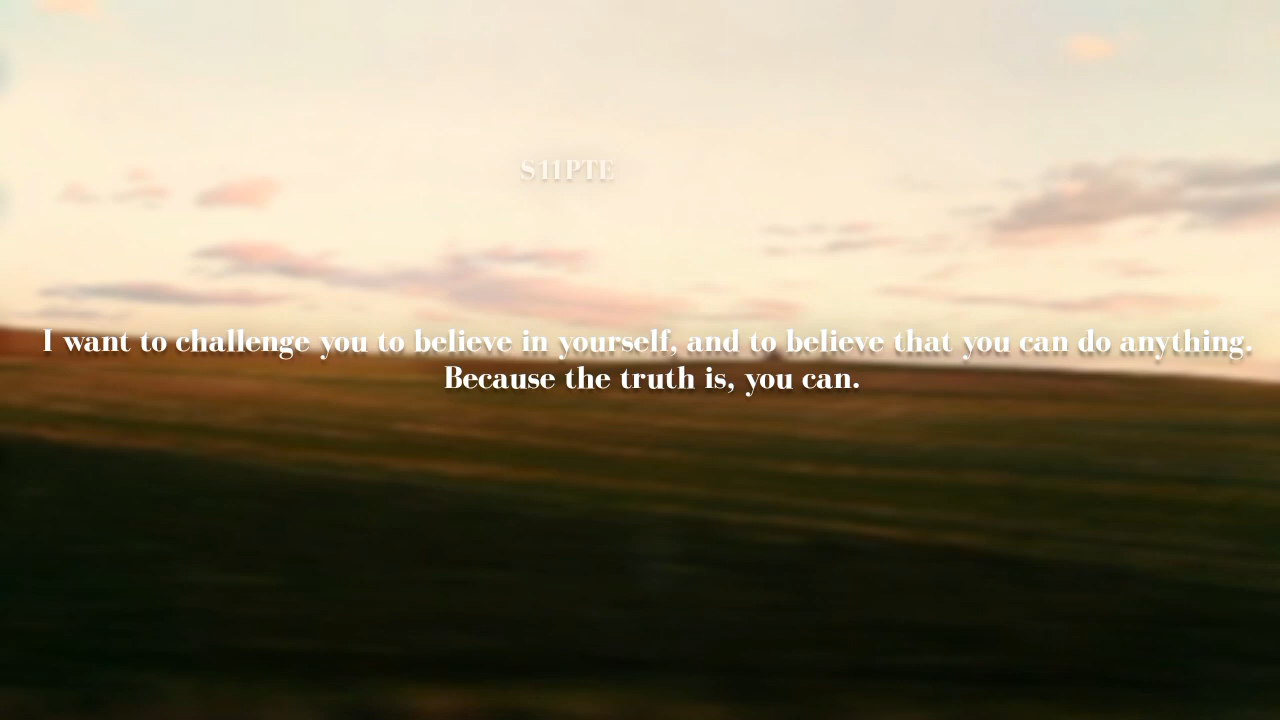 S11PTE
I want to challenge you to believe in yourself, and to believe that you can do anything.
Because the truth is, you can.